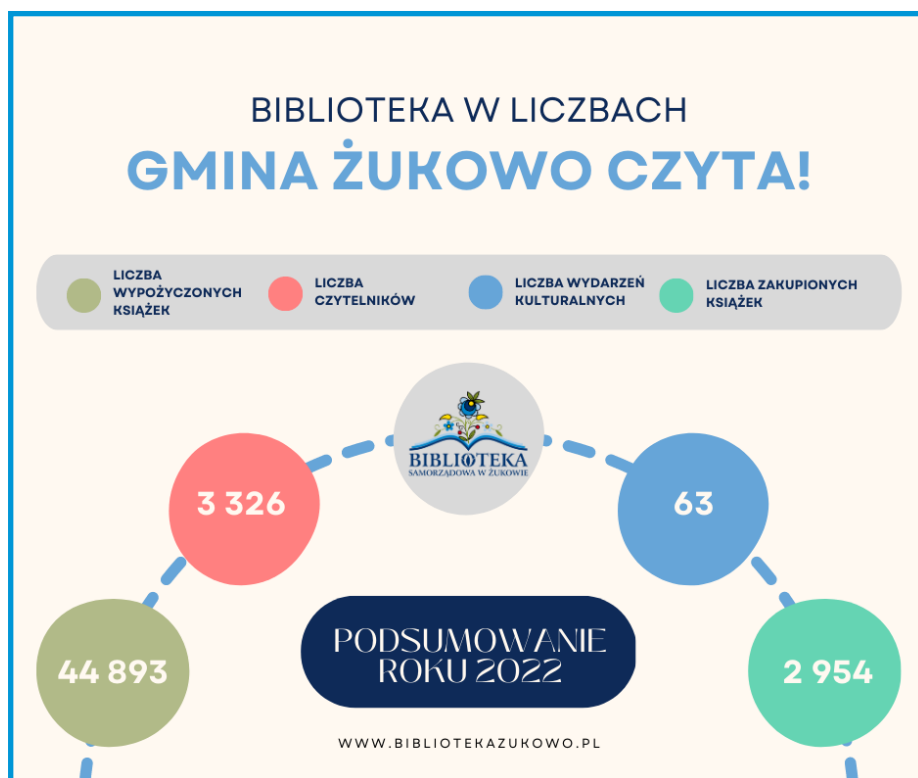 BIBLIOTEKA W LICZBACH
GMINA ŻUKOWO CZYTA!
LICZBA
WYPOŻYCZONYCH
KSIĄŻEK
LICZBA
CZYTELNIKÓW
LICZBA WYDARZEŃ
KULTURALNYCH
LICZBA ZAKUPIONYCH
KSIĄŻEK
BIBLIOTEKA
SAMORZĄDOWA W ŻUKOWIE
3 326
63
44 893
PODSUMOWANIE
ROKU 2022
2 954
WWW.BIBLIOTEKAZUKOWO.PL